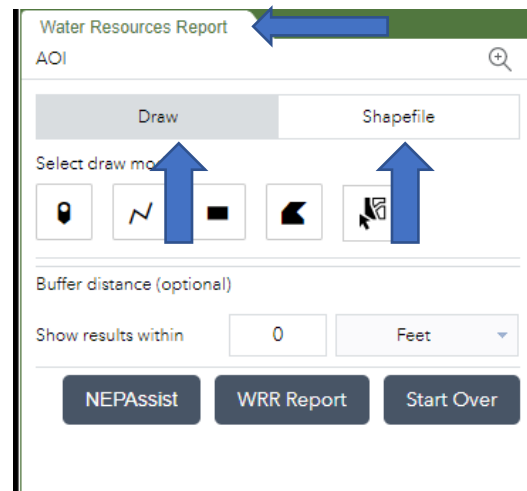 Water Resources Report
AOI
Draw Shapefile
Select draw mo
Buffer distance (optional)
Show results within 0 Feet
NEPAssist WRR Report Start Over